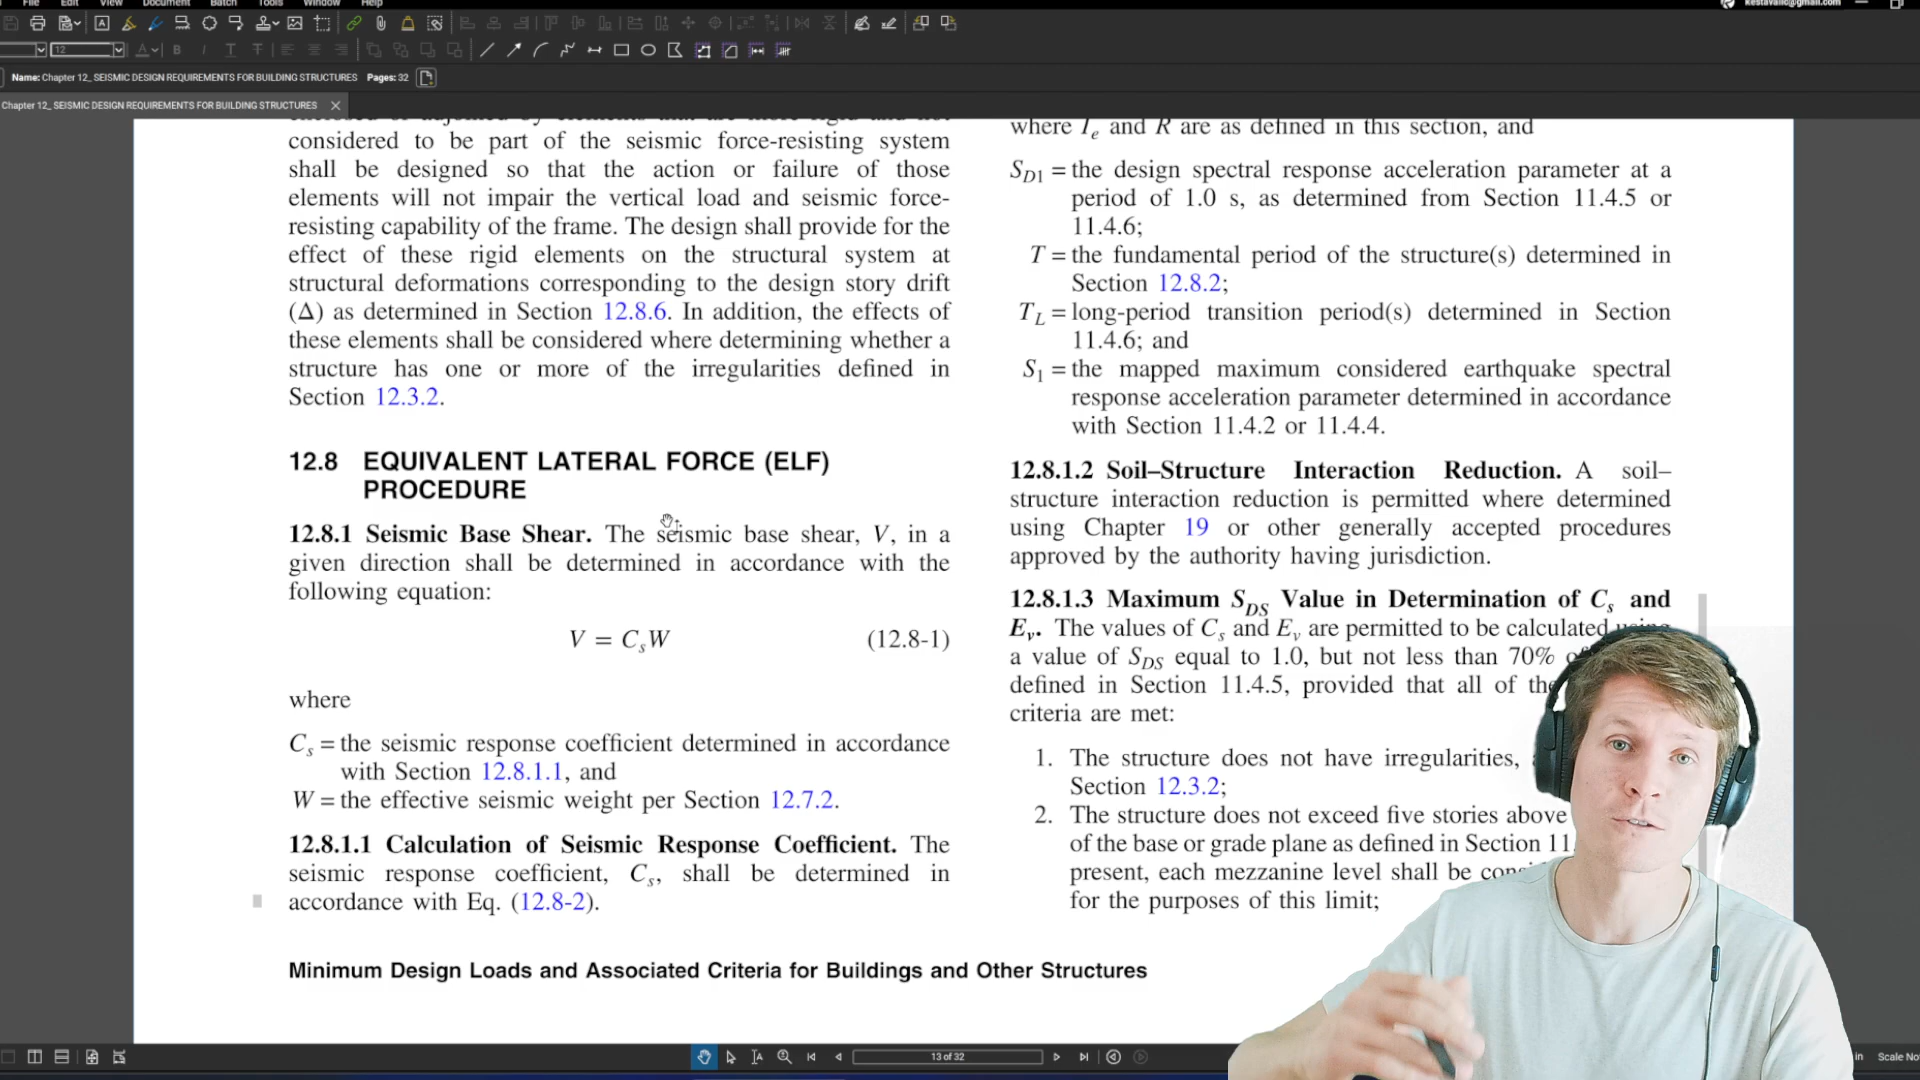 File Edit View Document Batch Tools Window Help
kestavalic@gmail.com
12
Name: Chapter 12_ SEISMIC DESIGN REQUIREMENTS FOR BUILDING STRUCTURES Pages: 32
Chapter 12_ SEISMIC DESIGN REQUIREMENTS FOR BUILDING STRUCTURES
considered to be part of the seismic force-resisting system
shall be designed so that the action or failure of those
elements will not impair the vertical load and seismic force-
resisting capability of the frame. The design shall provide for the
effect of these rigid elements on the structural system at
structural deformations corresponding to the design story drift
(Δ) as determined in Section 12.8.6. In addition, the effects of
these elements shall be considered where determining whether a
structure has one or more of the irregularities defined in
Section 12.3.2.
12.8 EQUIVALENT LATERAL FORCE (ELF)
PROCEDURE
12.8.1 Seismic Base Shear. The seismic base shear, V, in a
given direction shall be determined in accordance with the
following equation:
V = CsW (12.8-1)
where
Cs = the seismic response coefficient determined in accordance
with Section 12.8.1.1, and
W = the effective seismic weight per Section 12.7.2.
12.8.1.1 Calculation of Seismic Response Coefficient. The
seismic response coefficient, Cs, shall be determined in
accordance with Eq. (12.8-2).
where Ie and R are as defined in this section, and
SD1 = the design spectral response acceleration parameter at a
period of 1.0 s, as determined from Section 11.4.5 or
11.4.6;
T = the fundamental period of the structure(s) determined in
Section 12.8.2;
TL = long-period transition period(s) determined in Section
11.4.6; and
S1 = the mapped maximum considered earthquake spectral
response acceleration parameter determined in accordance
with Section 11.4.2 or 11.4.4.
12.8.1.2 Soil–Structure Interaction Reduction. A soil–
structure interaction reduction is permitted where determined
using Chapter 19 or other generally accepted procedures
approved by the authority having jurisdiction.
12.8.1.3 Maximum SDS Value in Determination of Cs and
Ev. The values of Cs and Ev are permitted to be calculated
a value of SDS equal to 1.0, but not less than 70%
defined in Section 11.4.5, provided that all of the
criteria are met:
1. The structure does not have irregularities,
Section 12.3.2;
2. The structure does not exceed five stories above
of the base or grade plane as defined in Section 11
present, each mezzanine level shall be
for the purposes of this limit;
Minimum Design Loads and Associated Criteria for Buildings and Other Structures
13 of 32
in Scale